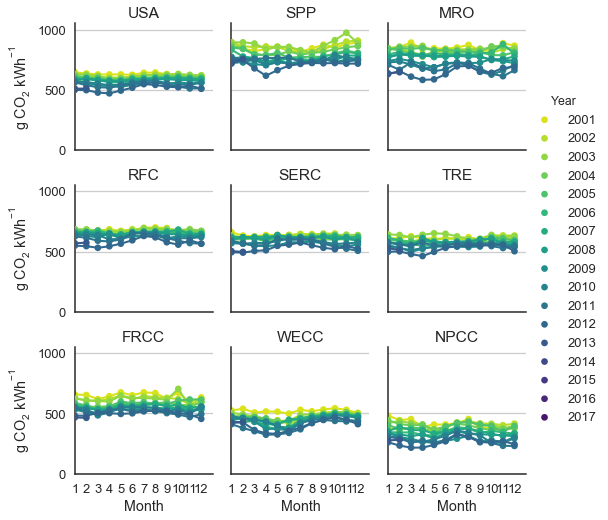 USA
SPP
MRO
1000
500
0
g CO₂ kWh⁻¹
RFC
SERC
TRE
1000
500
0
g CO₂ kWh⁻¹
FRCC
WECC
NPCC
1000
500
0
g CO₂ kWh⁻¹
1 2 3 4 5 6 7 8 9 10 11 12
1 2 3 4 5 6 7 8 9 10 11 12
1 2 3 4 5 6 7 8 9 10 11 12
Month
Month
Month
Year
2001
2002
2003
2004
2005
2006
2007
2008
2009
2010
2011
2012
2013
2014
2015
2016
2017